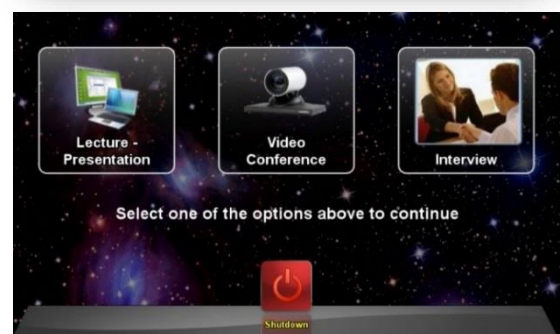 Lecture -
Presentation
Video
Conference
Interview
Select one of the options above to continue
Shutdown